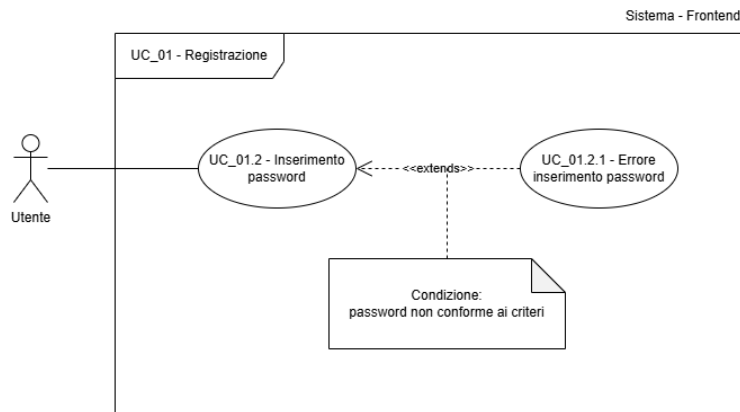 Sistema - Frontend
UC_01 - Registrazione
UC_01.2 - Inserimento
password
<<extends>>
UC_01.2.1 - Errore
inserimento password
Utente
Condizione:
password non conforme ai criteri